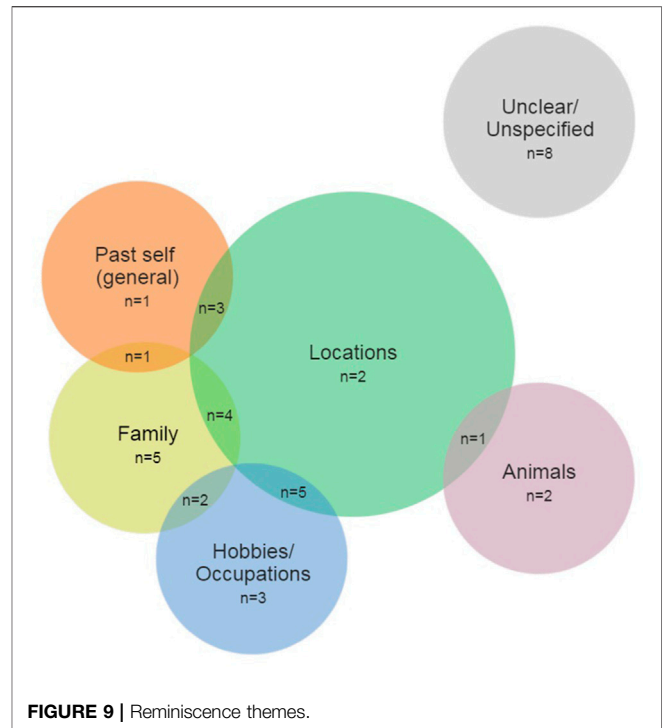 Unclear/
Unspecified
n=8
Past self
(general)
n=1
n=3
Locations
n=2
n=1
n=4
Family
n=5
n=1
Animals
n=2
n=2
n=5
Hobbies/
Occupations
n=3
FIGURE 9 | Reminiscence themes.